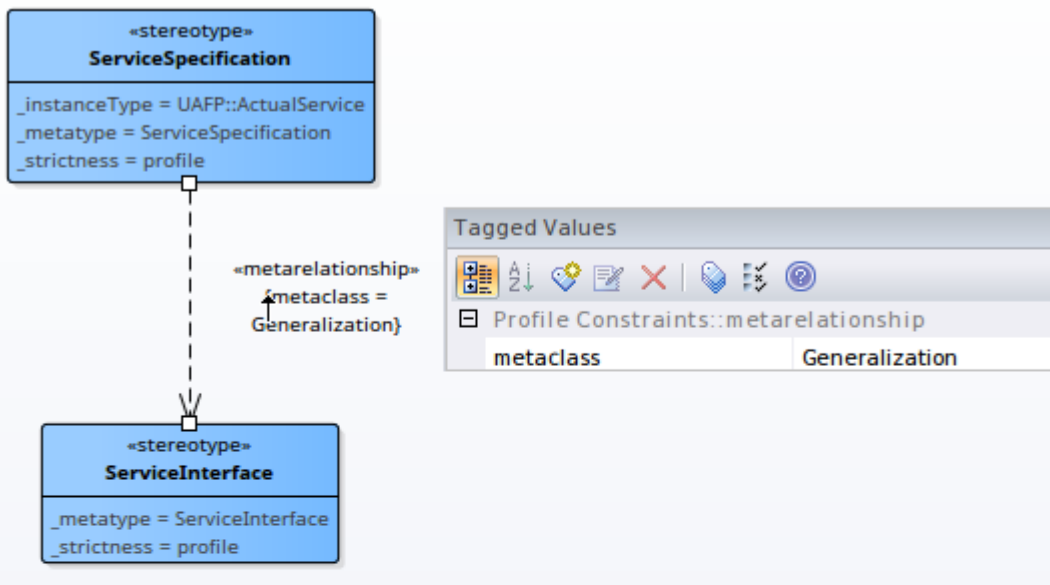 «stereotype»
ServiceSpecification
_instanceType = UAFP::ActualService
_metatype = ServiceSpecification
_strictness = profile
«metarelationship»
{metaclass =
Generalization}
Tagged Values
Profile Constraints::metarelationship
metaclass Generalization
«stereotype»
ServiceInterface
_metatype = ServiceInterface
_strictness = profile